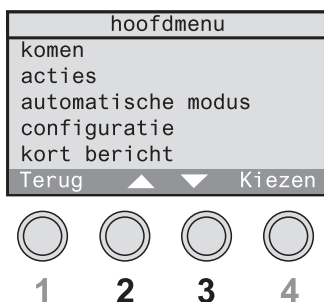 hoofdmenu
komen
acties
automatische modus
configuratie
kort bericht
Terug Kiezen
1 2 3 4